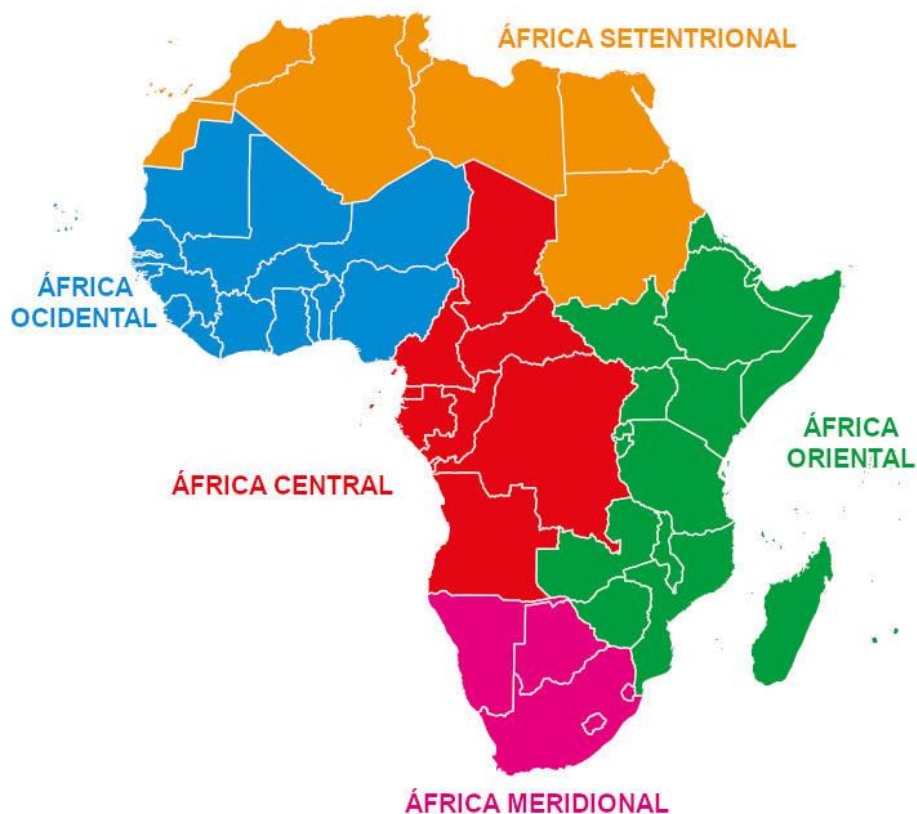 ÁFRICA SETENTRIONAL
ÁFRICA
OCIDENTAL
ÁFRICA
ORIENTAL
ÁFRICA CENTRAL
ÁFRICA MERIDIONAL